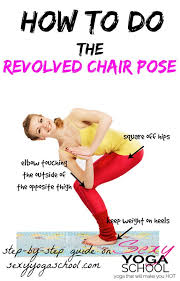 HOW TO DO
THE
REVOLVED CHAIR POSE
square off hips
elbow touching
the outside of
the opposite thigh
keep weight on heels
step-by-step guide on
sexyyogaschool.com
Sexy
YOGA
SCHOOL
yoga that will make you HOT